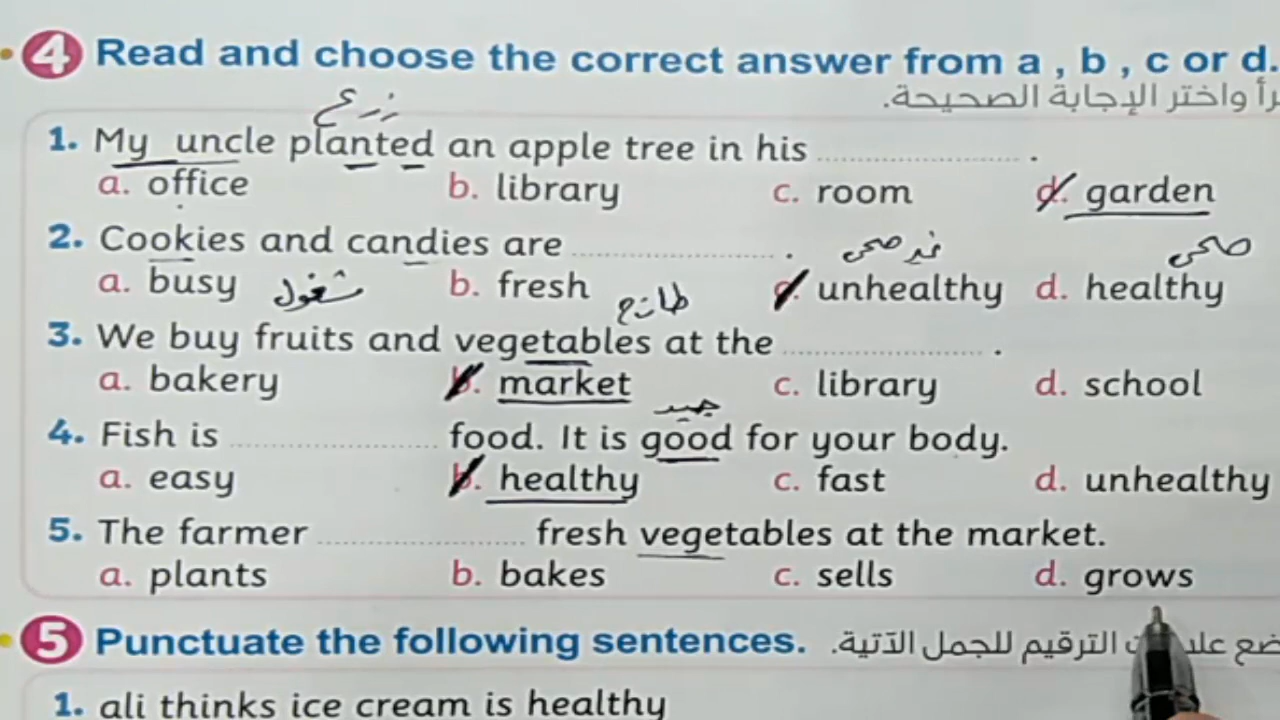 4 Read and choose the correct answer from a , b , c or d.
واختر الإجابة الصحيحة.
زرع
1. My uncle planted an apple tree in his .................... .
a. office b. library c. room d. garden
2. Cookies and candies are .................... . غير صحي صحي
a. busy مشغول b. fresh طازج c. unhealthy d. healthy
3. We buy fruits and vegetables at the .................... .
a. bakery b. market c. library d. school
جيد
4. Fish is .................... food. It is good for your body.
a. easy b. healthy c. fast d. unhealthy
5. The farmer .................... fresh vegetables at the market.
a. plants b. bakes c. sells d. grows
5 Punctuate the following sentences. الترقيم للجمل الآتية.
1. ali thinks ice cream is healthy